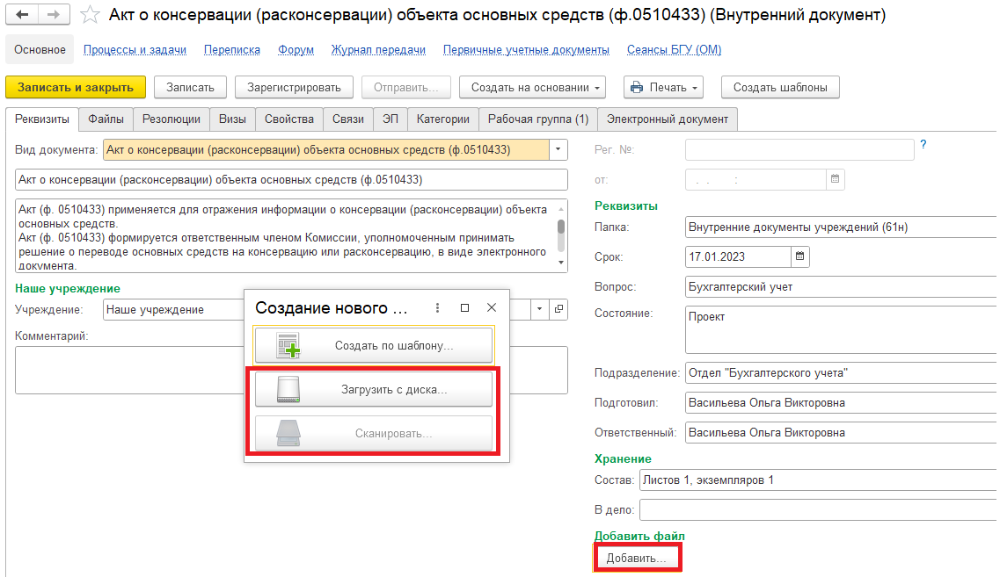 Акт о консервации (расконсервации) объекта основных средств (ф.0510433) (Внутренний документ)
Основное Процессы и задачи Переписка Форум Журнал передачи Первичные учетные документы Сеансы БГУ (ОМ)
Записать и закрыть Записать Зарегистрировать Отправить... Создать на основании Печать Создать шаблоны
Реквизиты Файлы Резолюции Визы Свойства Связи ЭП Категории Рабочая группа (1) Электронный документ
Вид документа: Акт о консервации (расконсервации) объекта основных средств (ф.0510433)
Акт о консервации (расконсервации) объекта основных средств (ф.0510433)
Акт (ф. 0510433) применяется для отражения информации о консервации (расконсервации) объекта
основных средств.
Акт (ф. 0510433) формируется ответственным членом Комиссии, уполномоченным принимать
решение о переводе основных средств на консервацию или расконсервацию, в виде электронного
документа.
Наше учреждение
Учреждение: Наше учреждение
Комментарий:
Создание нового ...
Создать по шаблону...
Загрузить с диска...
Сканировать...
Рег. №: ?
от: . . :
Реквизиты
Папка: Внутренние документы учреждений (61н)
Срок: 17.01.2023
Вопрос: Бухгалтерский учет
Состояние: Проект
Подразделение: Отдел "Бухгалтерского учета"
Подготовил: Васильева Ольга Викторовна
Ответственный: Васильева Ольга Викторовна
Хранение
Состав: Листов 1, экземпляров 1
В дело:
Добавить файл
Добавить...